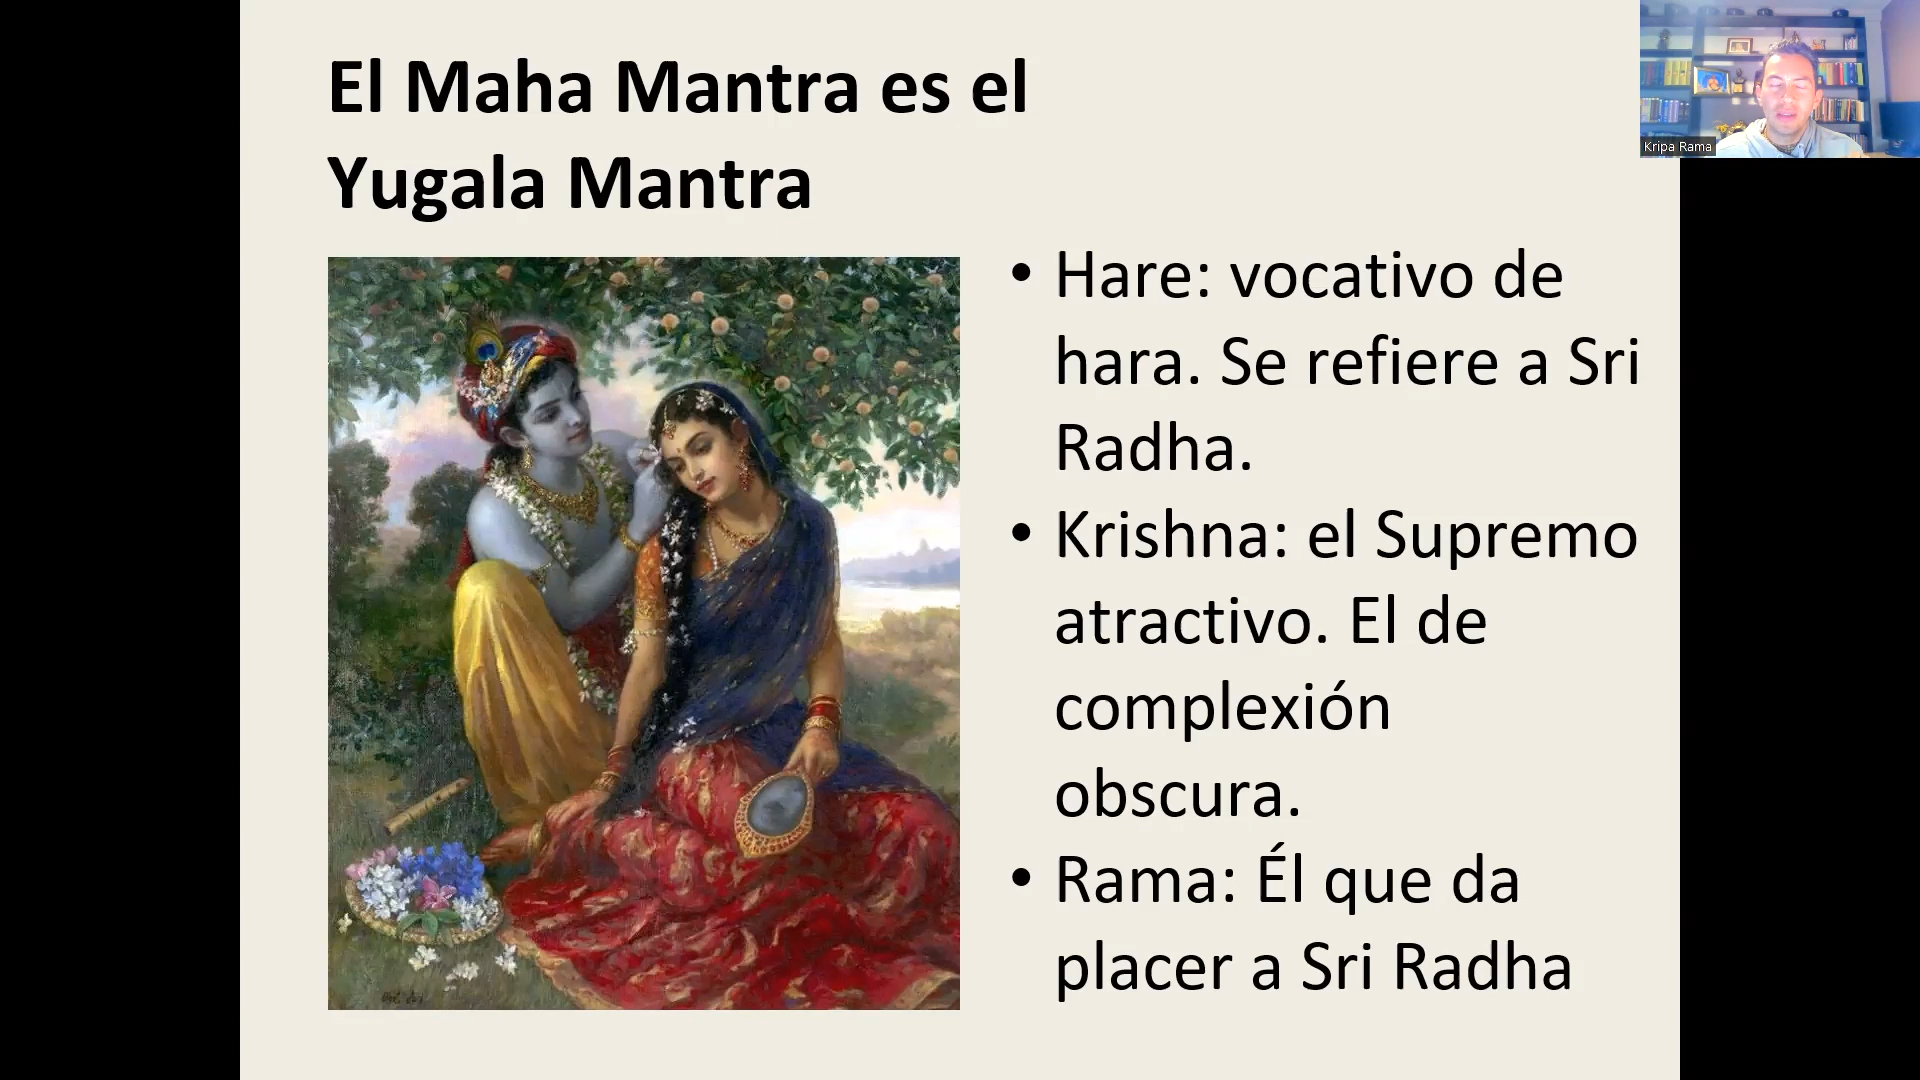 El Maha Mantra es el
Yugala Mantra
• Hare: vocativo de
hara. Se refiere a Sri
Radha.
• Krishna: el Supremo
atractivo. El de
complexión
obscura.
• Rama: Él que da
placer a Sri Radha
Kripa Rama